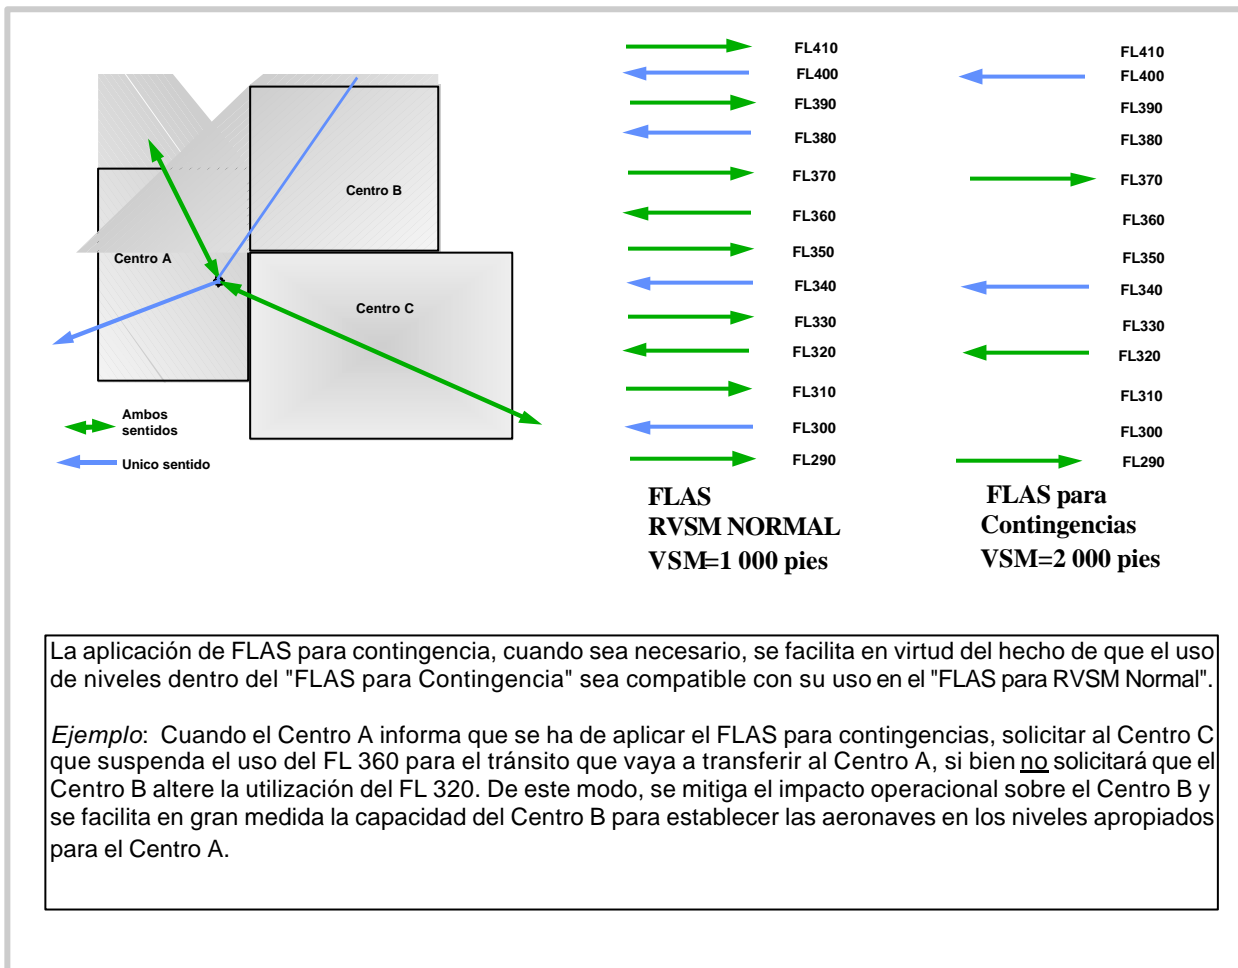 Centro B
Centro A
Centro C
Ambos
sentidos
Unico sentido
FL410
FL400
FL390
FL380
FL370
FL360
FL350
FL340
FL330
FL320
FL310
FL300
FL290
FLAS
RVSM NORMAL
VSM=1 000 pies
FL410
FL400
FL390
FL380
FL370
FL360
FL350
FL340
FL330
FL320
FL310
FL300
FL290
FLAS para
Contingencias
VSM=2 000 pies
La aplicación de FLAS para contingencia, cuando sea necesario, se facilita en virtud del hecho de que el uso
de niveles dentro del "FLAS para Contingencia" sea compatible con su uso en el "FLAS para RVSM Normal".
Ejemplo: Cuando el Centro A informa que se ha de aplicar el FLAS para contingencias, solicitar al Centro C
que suspenda el uso del FL 360 para el tránsito que vaya a transferir al Centro A, si bien no solicitará que el
Centro B altere la utilización del FL 320. De este modo, se mitiga el impacto operacional sobre el Centro B y
se facilita en gran medida la capacidad del Centro B para establecer las aeronaves en los niveles apropiados
para el Centro A.